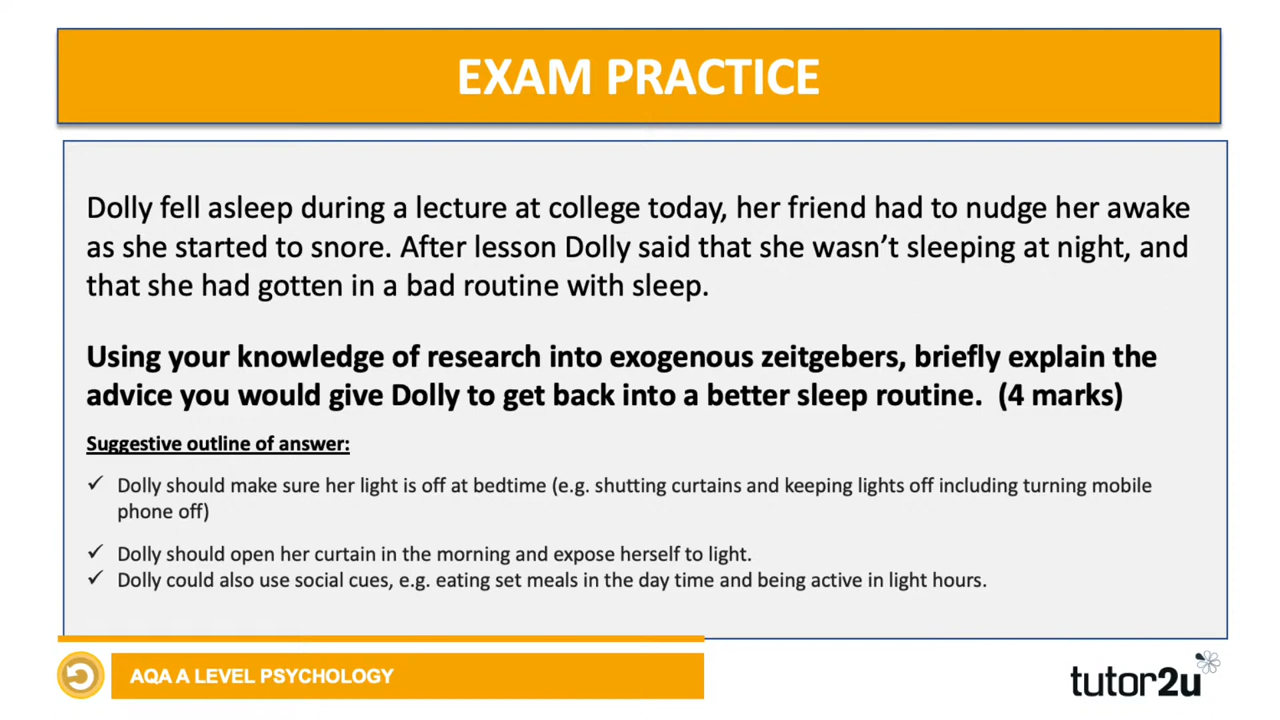 EXAM PRACTICE
Dolly fell asleep during a lecture at college today, her friend had to nudge her awake
as she started to snore. After lesson Dolly said that she wasn’t sleeping at night, and
that she had gotten in a bad routine with sleep.
Using your knowledge of research into exogenous zeitgebers, briefly explain the
advice you would give Dolly to get back into a better sleep routine. (4 marks)
Suggestive outline of answer:
✓ Dolly should make sure her light is off at bedtime (e.g. shutting curtains and keeping lights off including turning mobile
phone off)
✓ Dolly should open her curtain in the morning and expose herself to light.
✓ Dolly could also use social cues, e.g. eating set meals in the day time and being active in light hours.
AQA A LEVEL PSYCHOLOGY
tutor2u